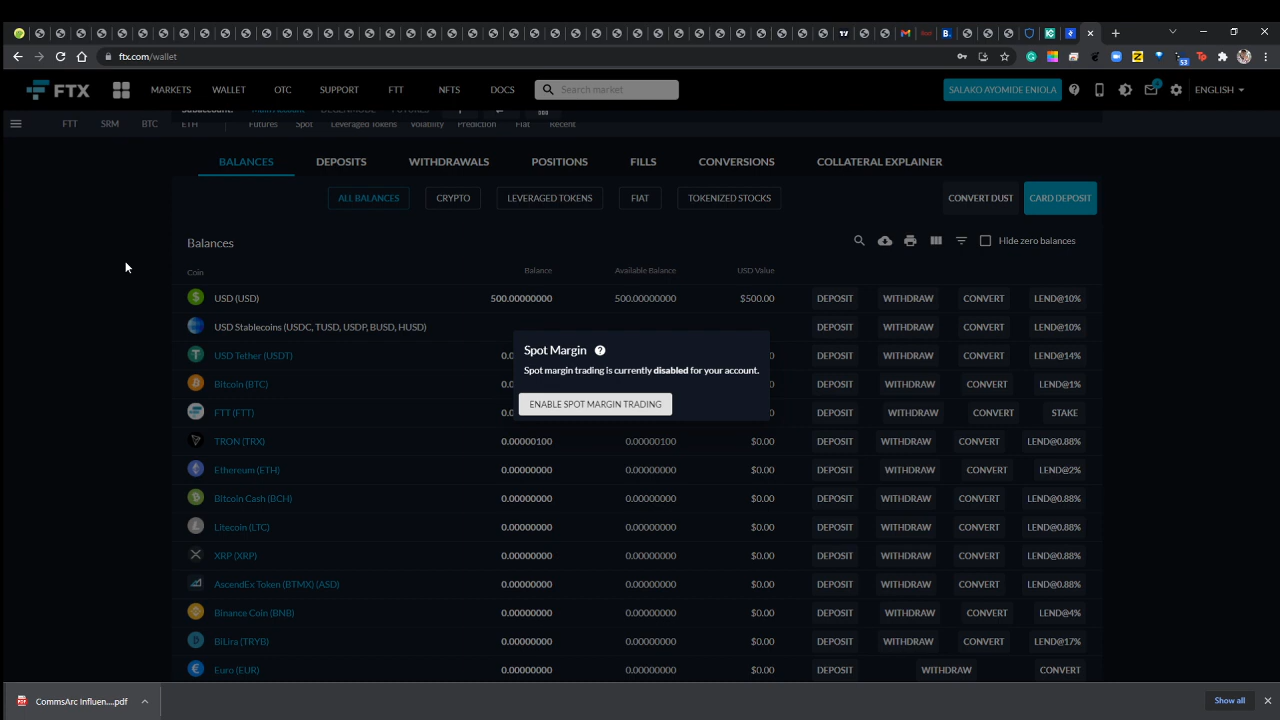 ftx.com/wallet
53
FTX MARKETS WALLET OTC SUPPORT FTT NFTS DOCS Search market SALAKO AYOMIDE ENIOLA ENGLISH
FTT SRM BTC ETH Futures Spot Leveraged Tokens Volatility Prediction Fiat Recent
BALANCES DEPOSITS WITHDRAWALS POSITIONS FILLS CONVERSIONS COLLATERAL EXPLAINER
ALL BALANCES CRYPTO LEVERAGED TOKENS FIAT TOKENIZED STOCKS CONVERT DUST CARD DEPOSIT
Balances Hide zero balances
Coin Balance Available Balance USD Value
USD (USD) 500.00000000 500.00000000 $500.00 DEPOSIT WITHDRAW CONVERT LEND@10%
USD Stablecoins (USDC, TUSD, USDP, BUSD, HUSD) DEPOSIT WITHDRAW CONVERT LEND@10%
Spot Margin
Spot margin trading is currently disabled for your account.
ENABLE SPOT MARGIN TRADING
USD Tether (USDT) DEPOSIT WITHDRAW CONVERT LEND@14%
Bitcoin (BTC) DEPOSIT WITHDRAW CONVERT LEND@1%
FTT (FTT) DEPOSIT WITHDRAW CONVERT STAKE
TRON (TRX) 0.00000100 0.00000100 $0.00 DEPOSIT WITHDRAW CONVERT LEND@0.88%
Ethereum (ETH) 0.00000000 0.00000000 $0.00 DEPOSIT WITHDRAW CONVERT LEND@2%
Bitcoin Cash (BCH) 0.00000000 0.00000000 $0.00 DEPOSIT WITHDRAW CONVERT LEND@0.88%
Litecoin (LTC) 0.00000000 0.00000000 $0.00 DEPOSIT WITHDRAW CONVERT LEND@0.88%
XRP (XRP) 0.00000000 0.00000000 $0.00 DEPOSIT WITHDRAW CONVERT LEND@0.88%
AscendEx Token (BTMX) (ASD) 0.00000000 0.00000000 $0.00 DEPOSIT WITHDRAW CONVERT LEND@0.88%
Binance Coin (BNB) 0.00000000 0.00000000 $0.00 DEPOSIT WITHDRAW CONVERT LEND@4%
BiLira (TRYB) 0.00000000 0.00000000 $0.00 DEPOSIT WITHDRAW CONVERT LEND@17%
Euro (EUR) 0.00000000 0.00000000 $0.00 DEPOSIT WITHDRAW CONVERT
CommsArc Influen....pdf Show all